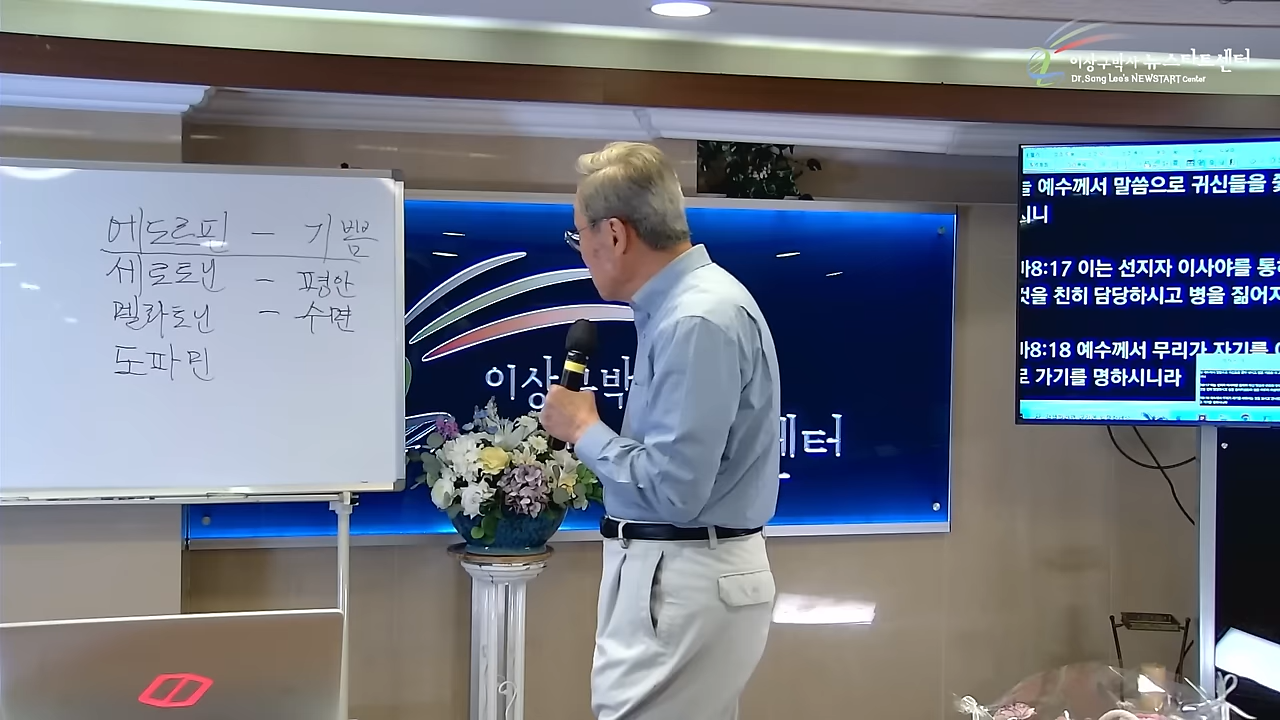 이상구박사 뉴스타트센터
Dr. Sang Lee's NEWSTART Center
에도르핀 - 기쁨
세로토닌 - 평안
멜라토닌 - 수면
도파민
이상구박
센터
예수께서 말씀으로 귀신들을
시니
마8:17 이는 선지자 이사야를
것을 친히 담당하시고 병을 짊어지
마8:18 예수께서 무리가 자기를
로 가기를 명하시니라